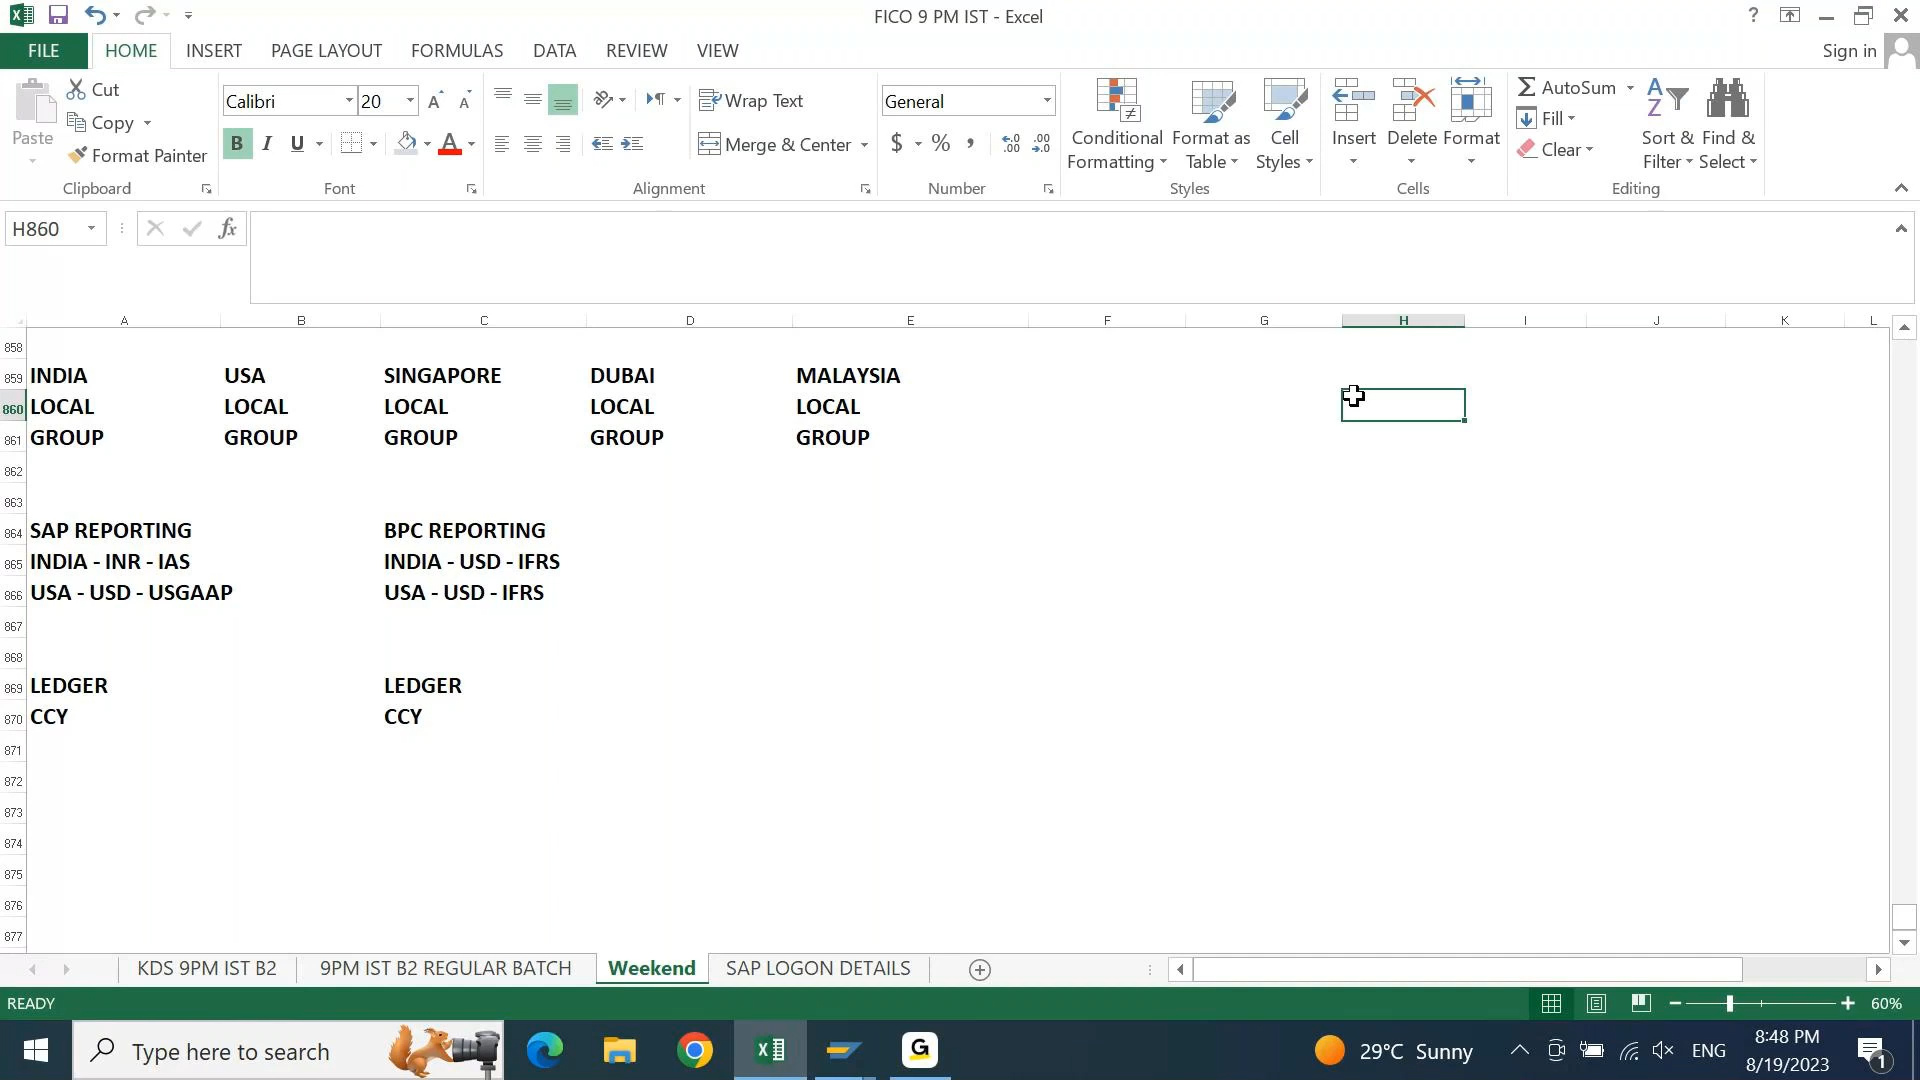 FICO 9 PM IST - Excel
?
FILE HOME INSERT PAGE LAYOUT FORMULAS DATA REVIEW VIEW Sign in
Paste
Cut
Copy
Format Painter
Clipboard
Calibri 20 A A
B I U A
Font
Wrap Text
Merge & Center
Alignment
General
$ % ,
Number
Conditional Formatting
Format as Table
Cell Styles
Styles
Insert Delete Format
Cells
AutoSum
Fill
Clear
Sort & Filter
Find & Select
Editing
H860 fx
A B C D E F G H I J K L
858
859 INDIA USA SINGAPORE DUBAI MALAYSIA
860 LOCAL LOCAL LOCAL LOCAL LOCAL
861 GROUP GROUP GROUP GROUP GROUP
862
863
864 SAP REPORTING BPC REPORTING
865 INDIA - INR - IAS INDIA - USD - IFRS
866 USA - USD - USGAAP USA - USD - IFRS
867
868
869 LEDGER LEDGER
870 CCY CCY
871
872
873
874
875
876
877
KDS 9PM IST B2 9PM IST B2 REGULAR BATCH Weekend SAP LOGON DETAILS
READY 60%
Type here to search 29°C Sunny ENG 8:48 PM
8/19/2023
1